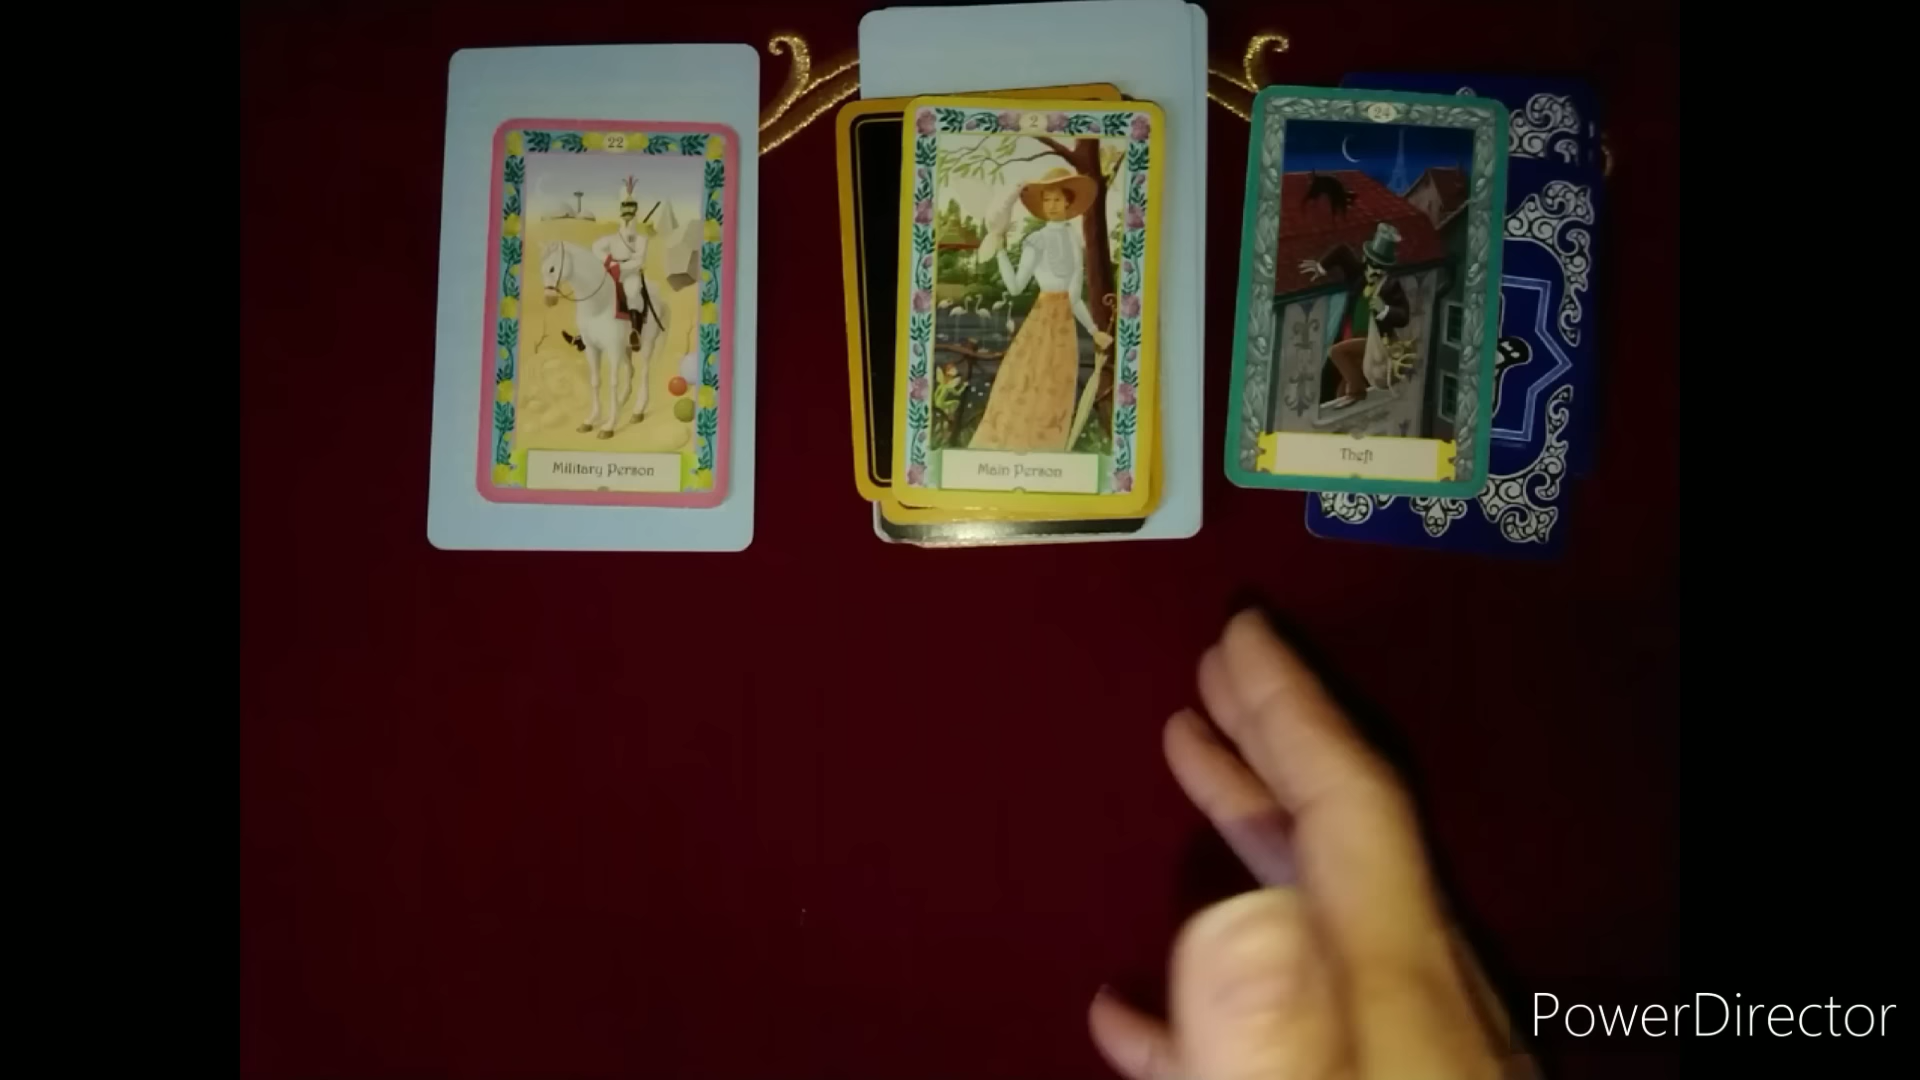 22
Military Person
2
Main Person
24
Theft
PowerDirector